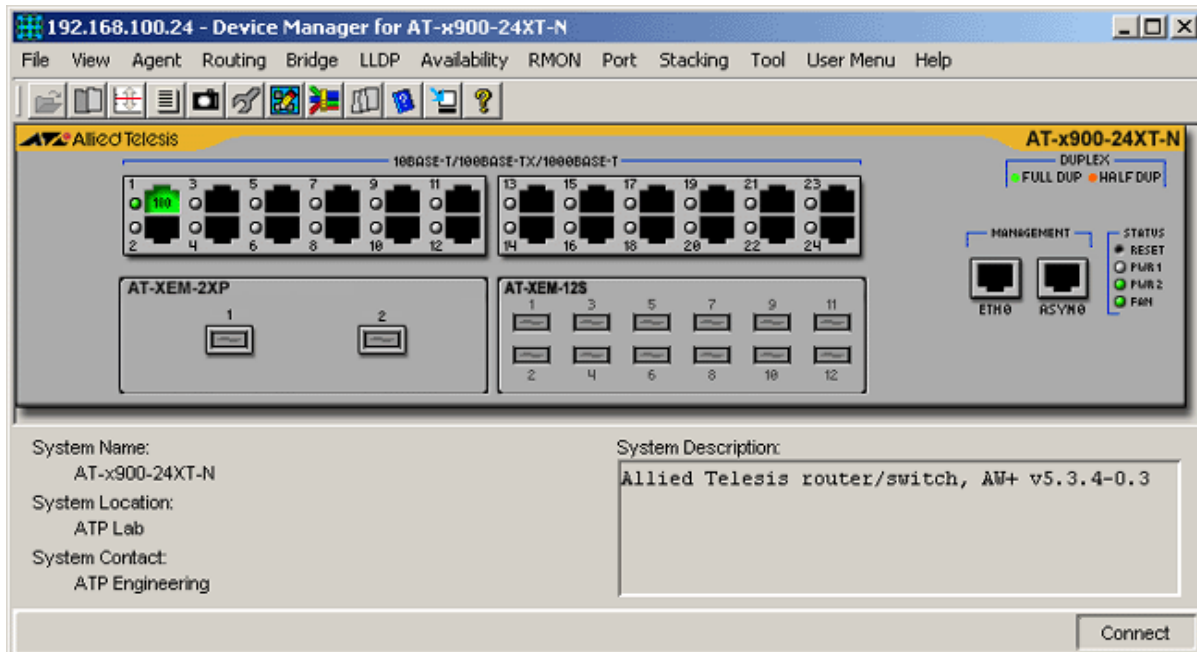 192.168.100.24 - Device Manager for AT-x900-24XT-N
File View Agent Routing Bridge LLDP Availability RMON Port Stacking Tool User Menu Help
Allied Telesis
AT-x900-24XT-N
10BASE-T/100BASE-TX/1000BASE-T
DUPLEX
FULL DUP HALF DUP
1 3 5 7 9 11 13 15 17 19 21 23
100
2 4 6 8 10 12 14 16 18 20 22 24
MANAGEMENT
STATUS
RESET
PWR1
PWR2
FAN
ETH0 ASYN0
AT-XEM-2XP
1 2
AT-XEM-12S
1 3 5 7 9 11
2 4 6 8 10 12
System Name:
AT-x900-24XT-N
System Location:
ATP Lab
System Contact:
ATP Engineering
System Description:
Allied Telesis router/switch, AW+ v5.3.4-0.3
Connect